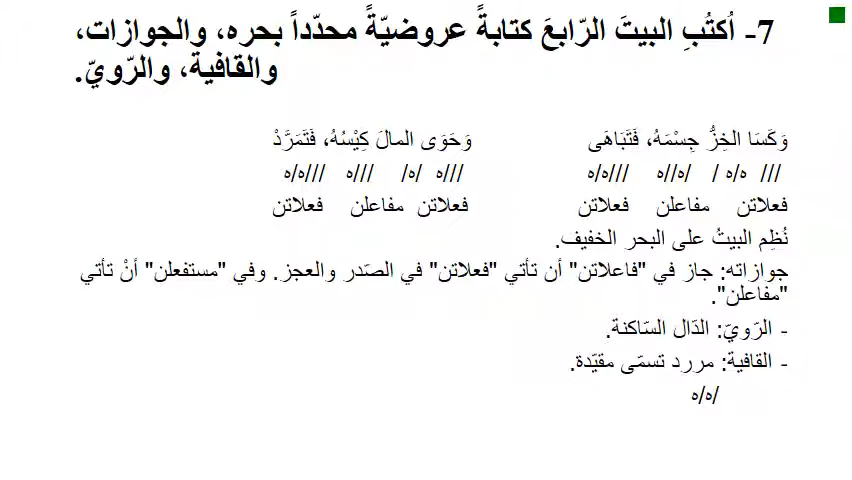 7- اُكتُبِ البيتَ الرّابعَ كتابةً عروضيّةً محدّداً بحره، والجوازات،
والقافية، والرّويّ.
وَكَسَا الخِزُّ جِسْمَهُ، فَتَبَاهَى وَحَوَى المالَ كِيْسُهُ، فَتَمَرَّدْ
/// ه/ه / /ه//ه ///ه/ه ///ه /ه/ ///ه ///ه/ه
فعلاتن مفاعلن فعلاتن فعلاتن مفاعلن فعلاتن
نُظِم البيتُ على البحر الخفيف.
جوازاته: جاز في "فاعلاتن" أن تأتي "فعلاتن" في الصّدر والعجز. وفي "مستفعلن" أنْ تأتي
"مفاعلن".
- الرّويّ: الدّال السّاكنة.
- القافية: مررد تسمّى مقيّدة.
/ه/ه